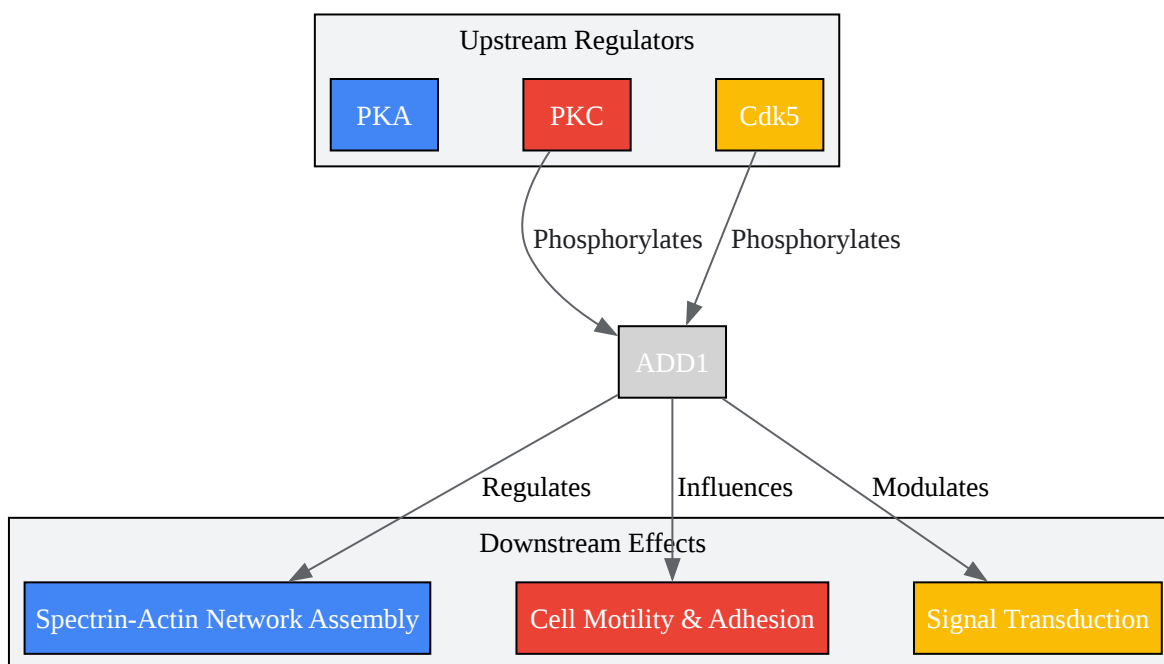 Upstream Regulators
PKA
PKC
Cdk5
Phosphorylates
Phosphorylates
ADD1
Regulates
Influences
Modulates
Downstream Effects
Spectrin-Actin Network Assembly
Cell Motility & Adhesion
Signal Transduction